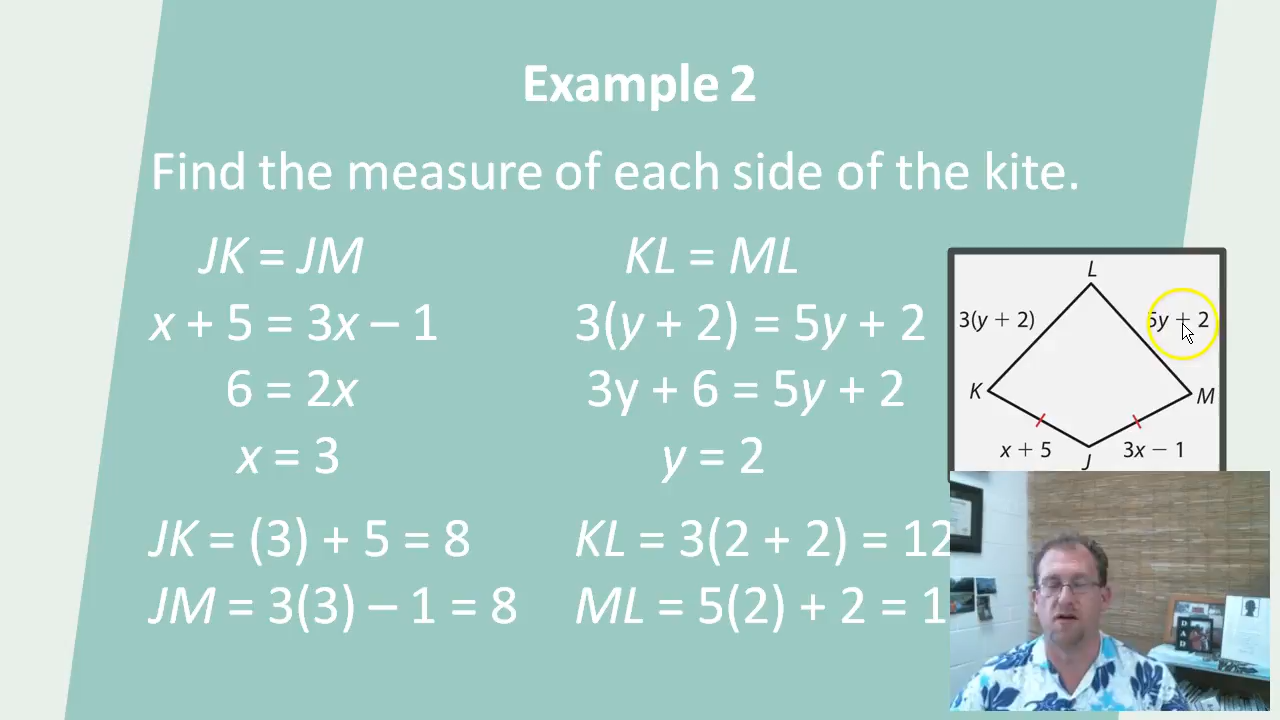 Example 2
Find the measure of each side of the kite.
JK = JM
x + 5 = 3x – 1
6 = 2x
x = 3
JK = (3) + 5 = 8
JM = 3(3) – 1 = 8
KL = ML
3(y + 2) = 5y + 2
3y + 6 = 5y + 2
y = 2
KL = 3(2 + 2) = 12
ML = 5(2) + 2 = 1
L
3(y + 2)
5y + 2
K
M
x + 5
J
3x − 1
DAD